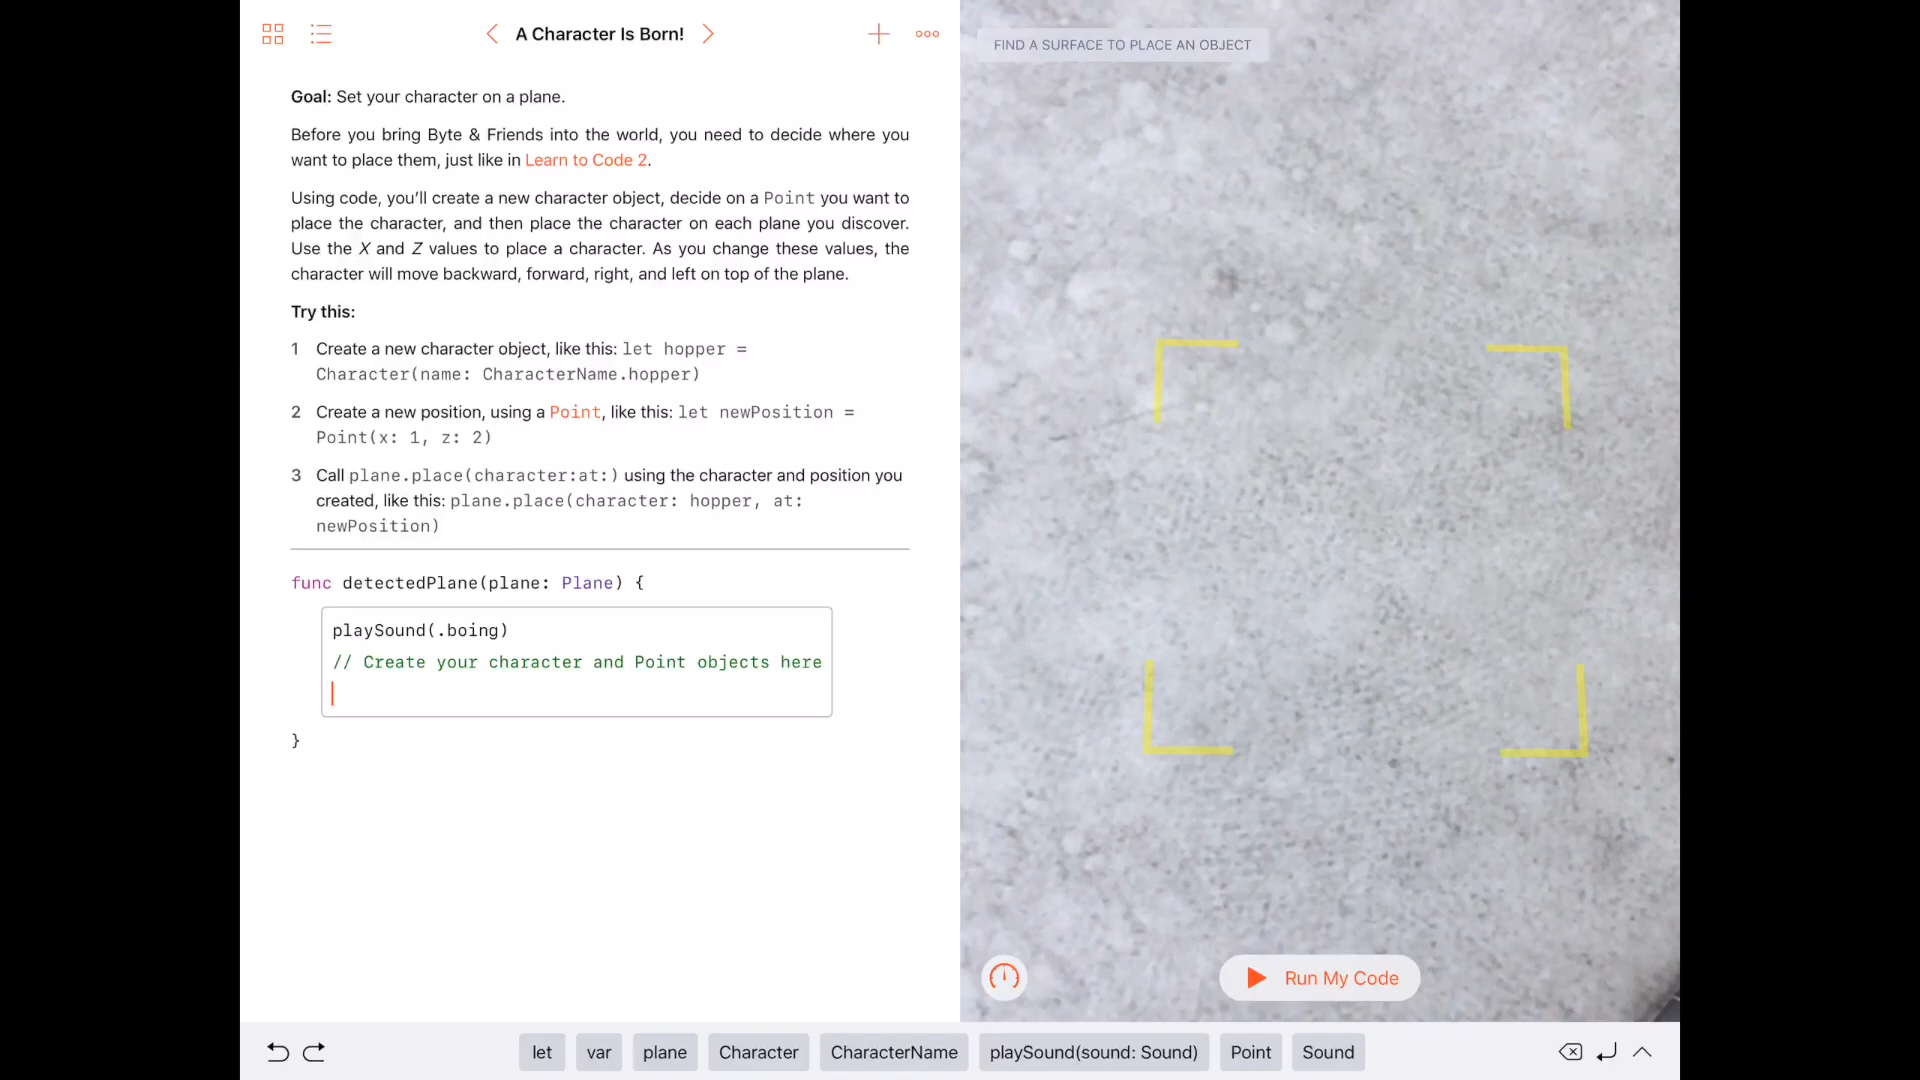 A Character Is Born!
FIND A SURFACE TO PLACE AN OBJECT
Goal: Set your character on a plane.
Before you bring Byte & Friends into the world, you need to decide where you
want to place them, just like in Learn to Code 2.
Using code, you’ll create a new character object, decide on a Point you want to
place the character, and then place the character on each plane you discover.
Use the X and Z values to place a character. As you change these values, the
character will move backward, forward, right, and left on top of the plane.
Try this:
1 Create a new character object, like this: let hopper =
Character(name: CharacterName.hopper)
2 Create a new position, using a Point, like this: let newPosition =
Point(x: 1, z: 2)
3 Call plane.place(character:at:) using the character and position you
created, like this: plane.place(character: hopper, at:
newPosition)
func detectedPlane(plane: Plane) {
playSound(.boing)
// Create your character and Point objects here
}
Run My Code
let var plane Character CharacterName playSound(sound: Sound) Point Sound